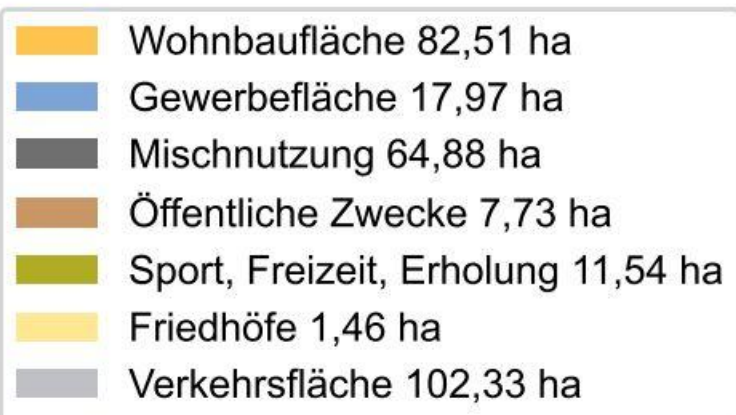 Wohnbaufläche 82,51 ha
Gewerbefläche 17,97 ha
Mischnutzung 64,88 ha
Öffentliche Zwecke 7,73 ha
Sport, Freizeit, Erholung 11,54 ha
Friedhöfe 1,46 ha
Verkehrsfläche 102,33 ha